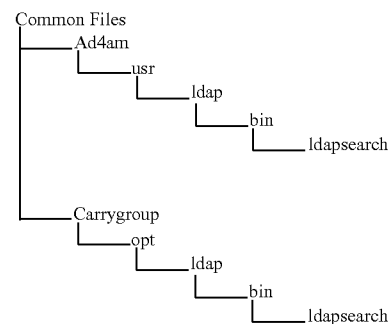 Common Files
Ad4am
usr
ldap
bin
ldapsearch
Carrygroup
opt
ldap
bin
ldapsearch